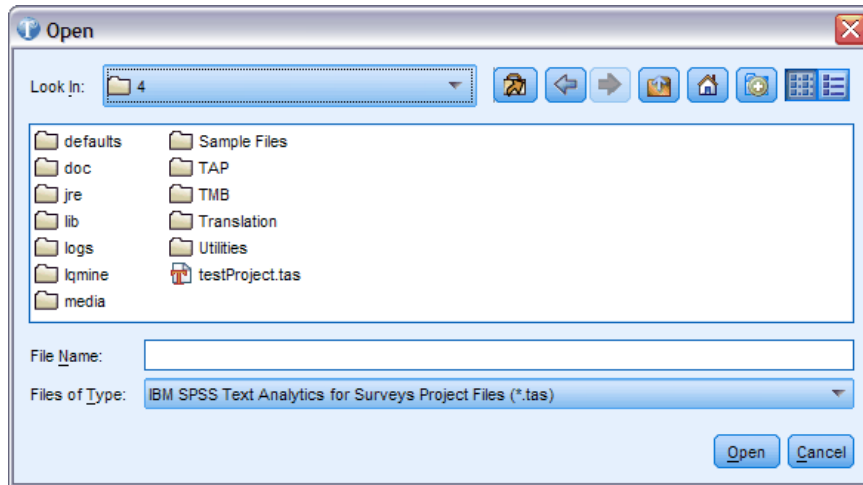 Open
Look In: 4
defaults
doc
jre
lib
logs
lqmine
media
Sample Files
TAP
TMB
Translation
Utilities
testProject.tas
File Name:
Files of Type: IBM SPSS Text Analytics for Surveys Project Files (*.tas)
Open Cancel